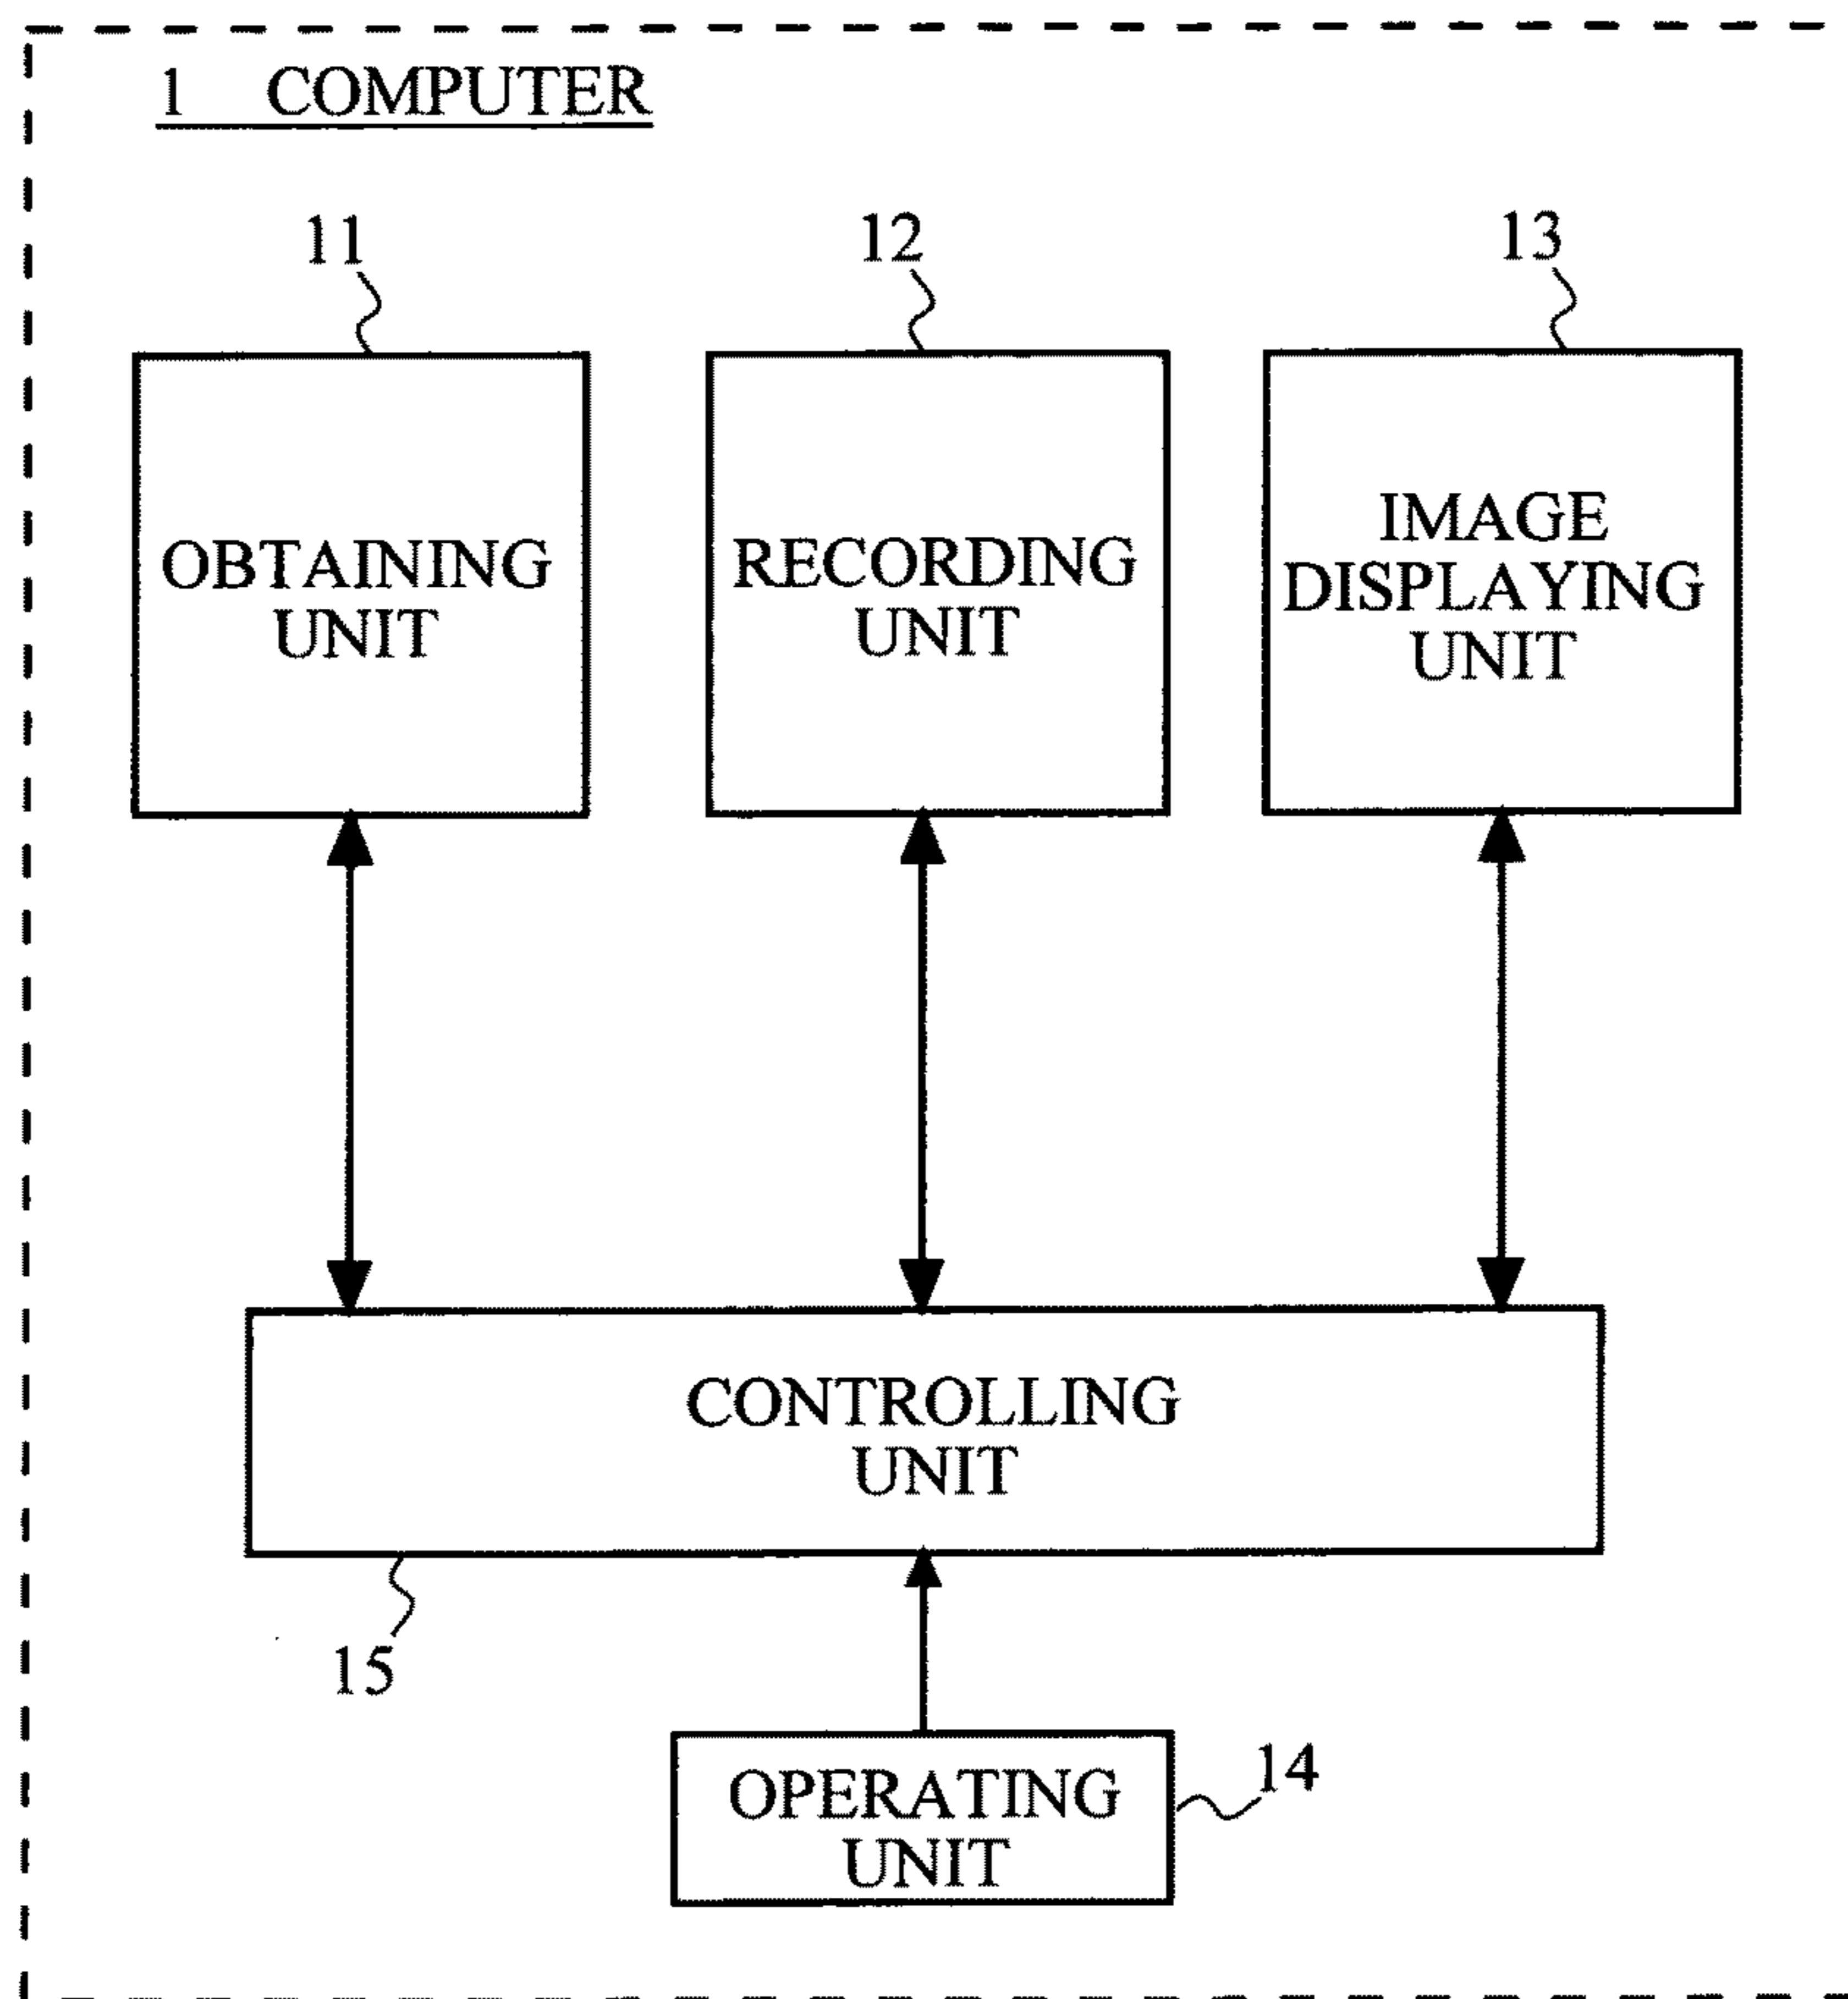 1 COMPUTER
11
12
13
OBTAINING
UNIT
RECORDING
UNIT
IMAGE
DISPLAYING
UNIT
CONTROLLING
UNIT
15
OPERATING
UNIT
14